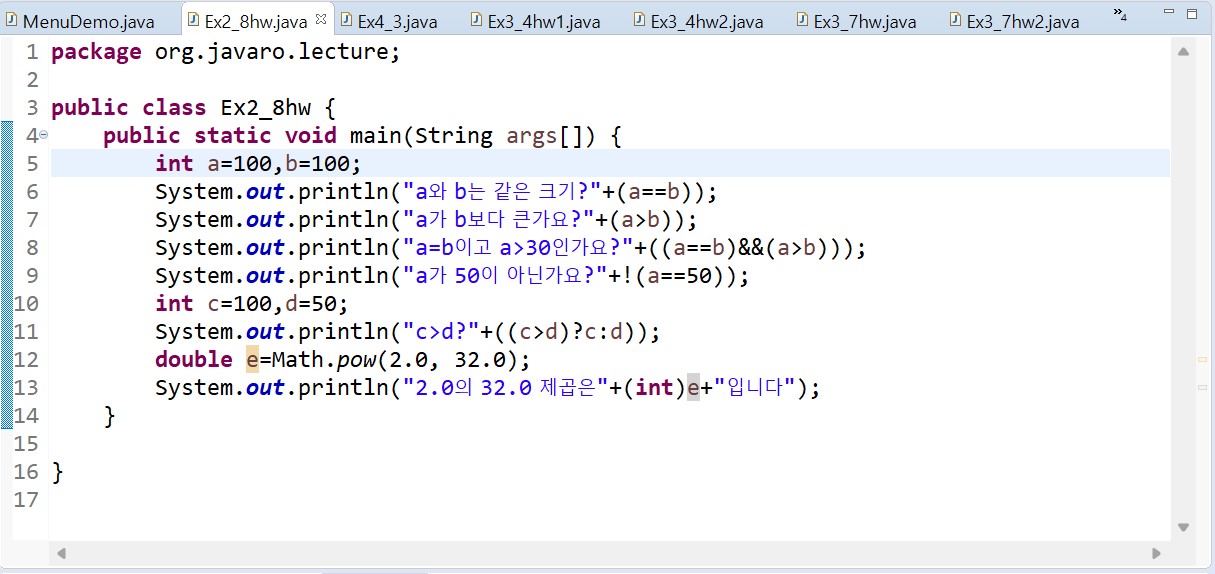 MenuDemo.java Ex2_8hw.java Ex4_3.java Ex3_4hw1.java Ex3_4hw2.java Ex3_7hw.java Ex3_7hw2.java »4
1 package org.javaro.lecture;
2
3 public class Ex2_8hw {
4 public static void main(String args[]) {
5 int a=100,b=100;
6 System.out.println("a와 b는 같은 크기?"+(a==b));
7 System.out.println("a가 b보다 큰가요?"+(a>b));
8 System.out.println("a=b이고 a>30인가요?"+((a==b)&&(a>b)));
9 System.out.println("a가 50이 아닌가요?"+!(a==50));
10 int c=100,d=50;
11 System.out.println("c>d?"+((c>d)?c:d));
12 double e=Math.pow(2.0, 32.0);
13 System.out.println("2.0의 32.0 제곱은"+(int)e+"입니다");
14 }
15
16 }
17